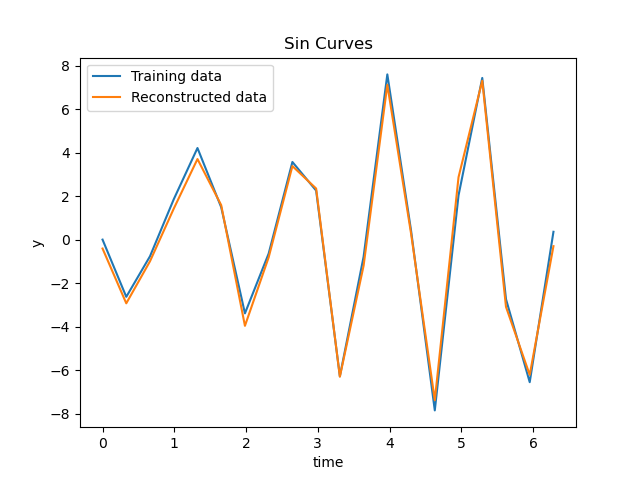 Sin Curves
Training data
Reconstructed data
8
6
4
2
0
−2
−4
−6
−8
y
0 1 2 3 4 5 6
time